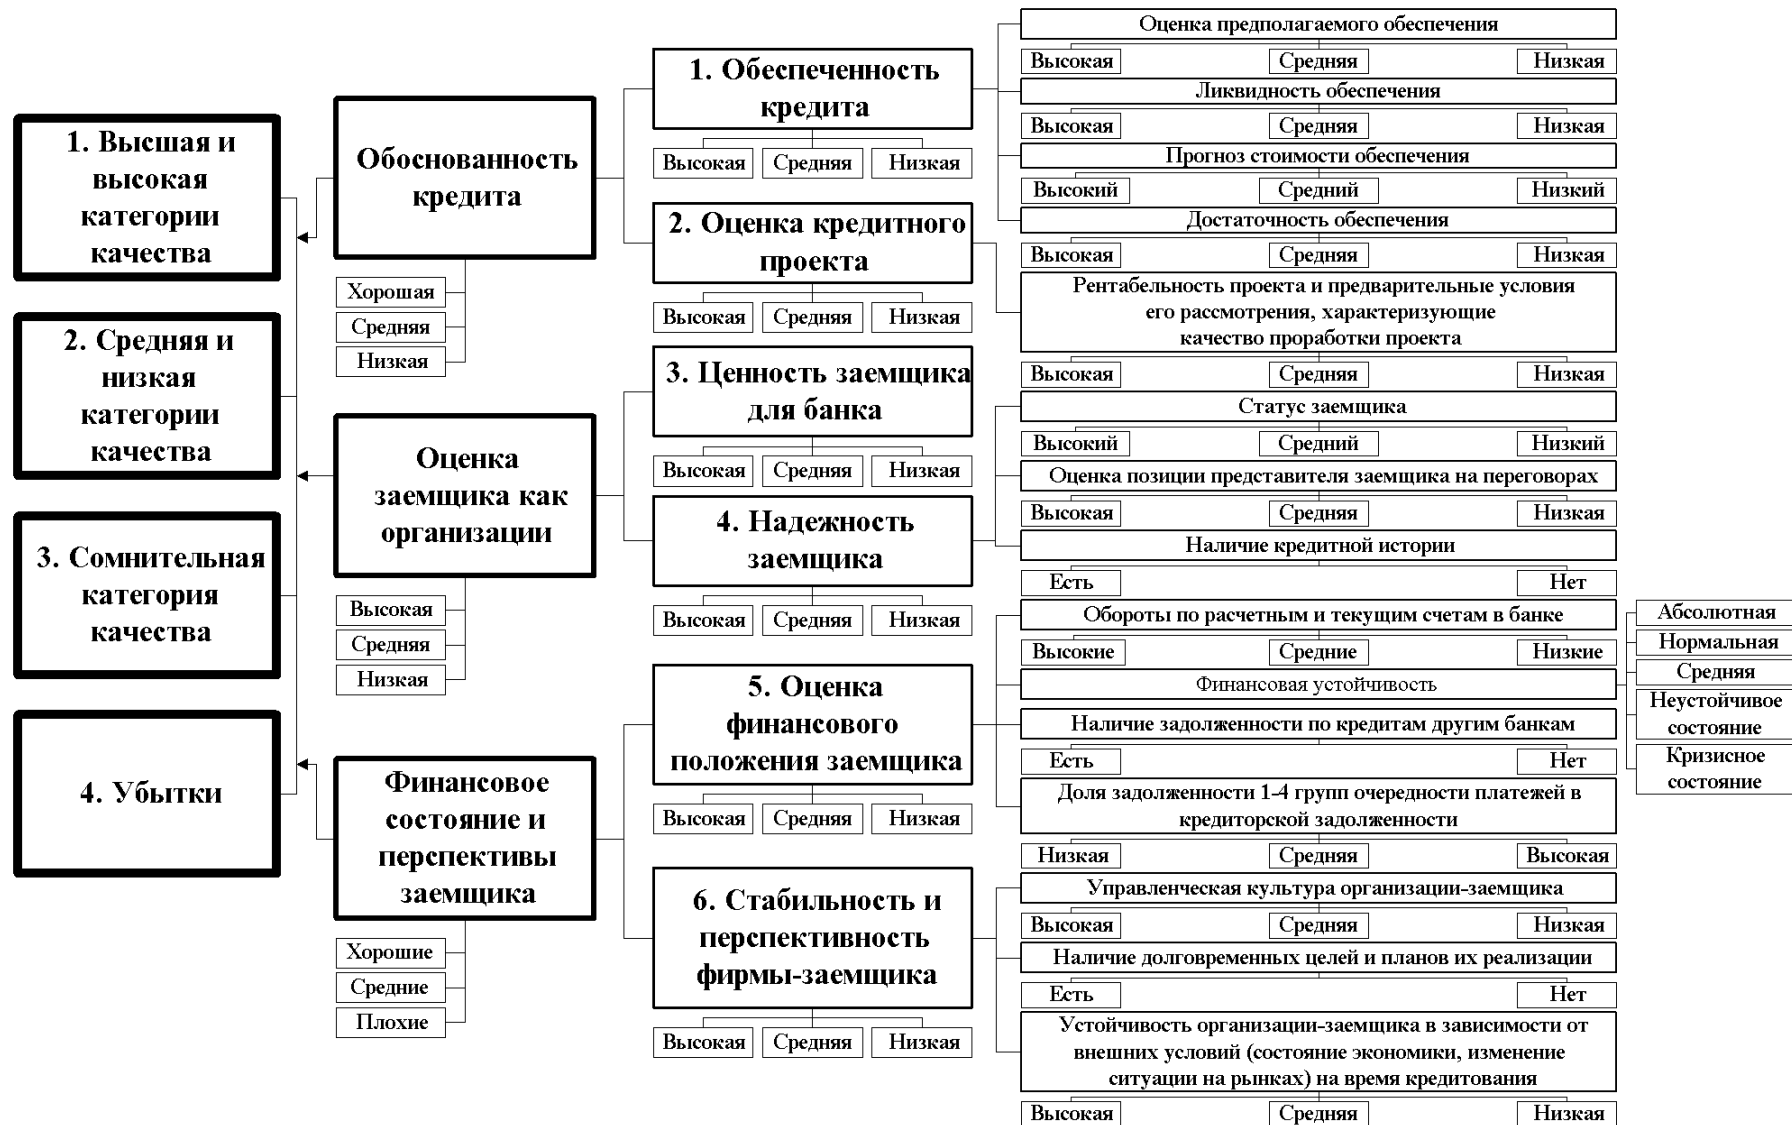 1. Высшая и
высокая
категории
качества
2. Средняя и
низкая
категории
качества
3. Сомнительная
категория
качества
4. Убытки
Обоснованность
кредита
Хорошая
Средняя
Низкая
Оценка
заемщика как
организации
Высокая
Средняя
Низкая
Финансовое
состояние и
перспективы
заемщика
Хорошие
Средние
Плохие
1. Обеспеченность
кредита
Высокая Средняя Низкая
2. Оценка кредитного
проекта
Высокая Средняя Низкая
3. Ценность заемщика
для банка
Высокая Средняя Низкая
4. Надежность
заемщика
Высокая Средняя Низкая
5. Оценка
финансового
положения заемщика
Высокая Средняя Низкая
6. Стабильность и
перспективность
фирмы-заемщика
Высокая Средняя Низкая
Оценка предполагаемого обеспечения
Высокая Средняя Низкая
Ликвидность обеспечения
Высокая Средняя Низкая
Прогноз стоимости обеспечения
Высокий Средний Низкий
Достаточность обеспечения
Высокая Средняя Низкая
Рентабельность проекта и предварительные условия
его рассмотрения, характеризующие
качество проработки проекта
Высокая Средняя Низкая
Статус заемщика
Высокий Средний Низкий
Оценка позиции представителя заемщика на переговорах
Высокая Средняя Низкая
Наличие кредитной истории
Есть Нет
Обороты по расчетным и текущим счетам в банке
Высокие Средние Низкие
Финансовая устойчивость
Абсолютная
Нормальная
Средняя
Неустойчивое
состояние
Кризисное
состояние
Наличие задолженности по кредитам другим банкам
Есть Нет
Доля задолженности 1-4 групп очередности платежей в
кредиторской задолженности
Низкая Средняя Высокая
Управленческая культура организации-заемщика
Высокая Средняя Низкая
Наличие долговременных целей и планов их реализации
Есть Нет
Устойчивость организации-заемщика в зависимости от
внешних условий (состояние экономики, изменение
ситуации на рынках) на время кредитования
Высокая Средняя Низкая